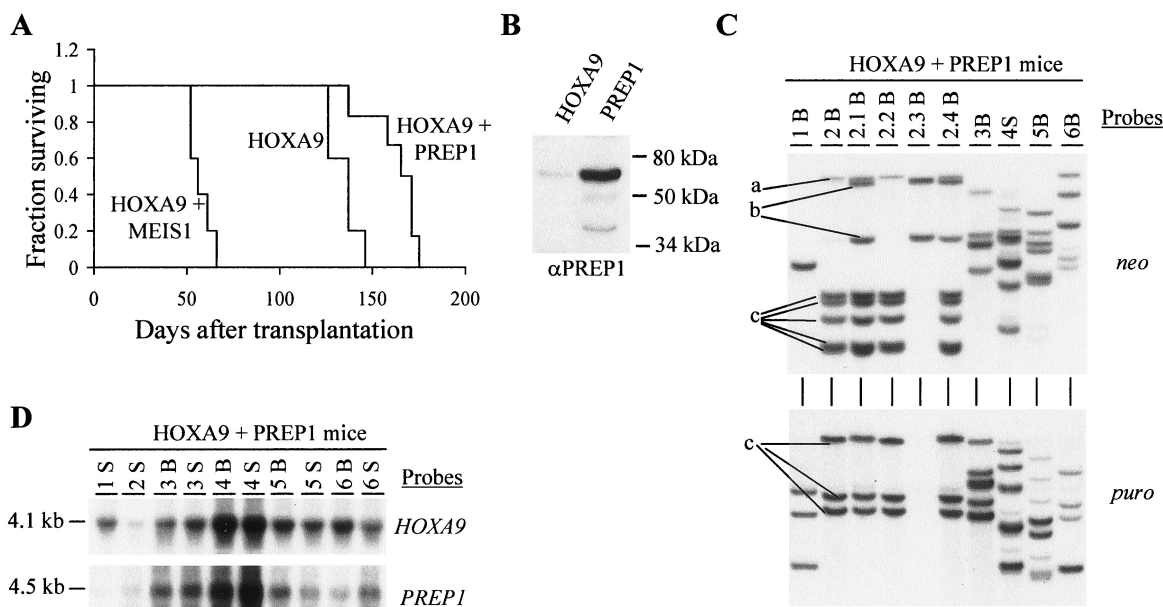 A
1.2
1
0.8
0.6
0.4
0.2
0
Fraction surviving
HOXA9 +
MEIS1
HOXA9
HOXA9 +
PREP1
0 50 100 150 200
Days after transplantation
B
HOXA9
PREP1
80 kDa
50 kDa
34 kDa
αPREP1
C
HOXA9 + PREP1 mice
1 B 2 B 2.1 B 2.2 B 2.3 B 2.4 B 3B 4S 5B 6B
Probes
a
b
c
neo
c
puro
D
HOXA9 + PREP1 mice
1 S 2 S 3 B 3 S 4 B 4 S 5 B 5 S 6 B 6 S
Probes
4.1 kb
HOXA9
4.5 kb
PREP1